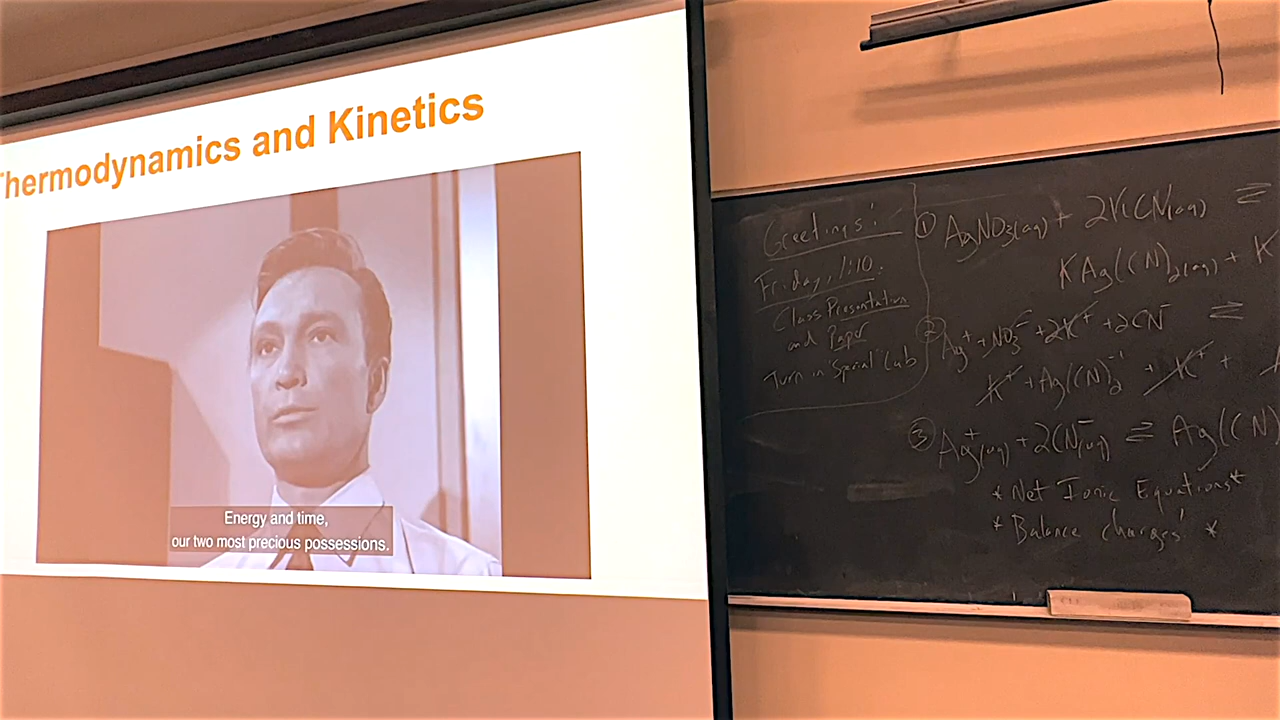 Thermodynamics and Kinetics
Energy and time,
our two most precious possessions.
Greetings!
Friday, 1:10.
Class Presentation
and Paper
Turn in "Special" Lab
① AgNO₃(aq) + 2KCN(aq) ⇌
KAg(CN)₂(aq) + K
② Ag⁺ + NO₃⁻ + 2K⁺ + 2CN⁻ ⇌
K⁺ + Ag(CN)₂⁻¹ + K⁺ +
③ Ag⁺(aq) + 2CN⁻(aq) ⇌ Ag(CN)
* Net Ionic Equations *
* Balance charges! *